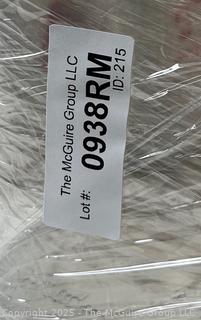 The McGuire Group LLC
Lot #: 0938RM
ID: 215
Copyright 2025 - The McGuire Group LLC